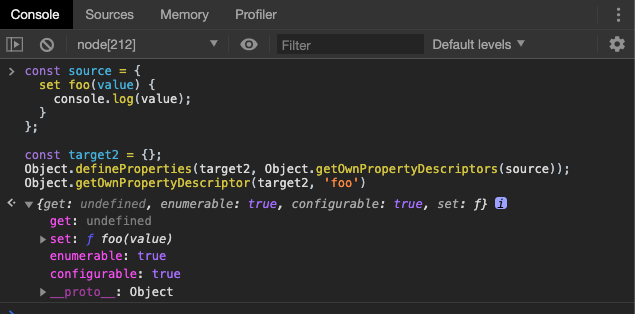 Console Sources Memory Profiler
node[212] Filter Default levels
const source = {
  set foo(value) {
    console.log(value);
  }
};
const target2 = {};
Object.defineProperties(target2, Object.getOwnPropertyDescriptors(source));
Object.getOwnPropertyDescriptor(target2, 'foo')
{get: undefined, enumerable: true, configurable: true, set: ƒ} i
get: undefined
set: ƒ foo(value)
enumerable: true
configurable: true
__proto__: Object